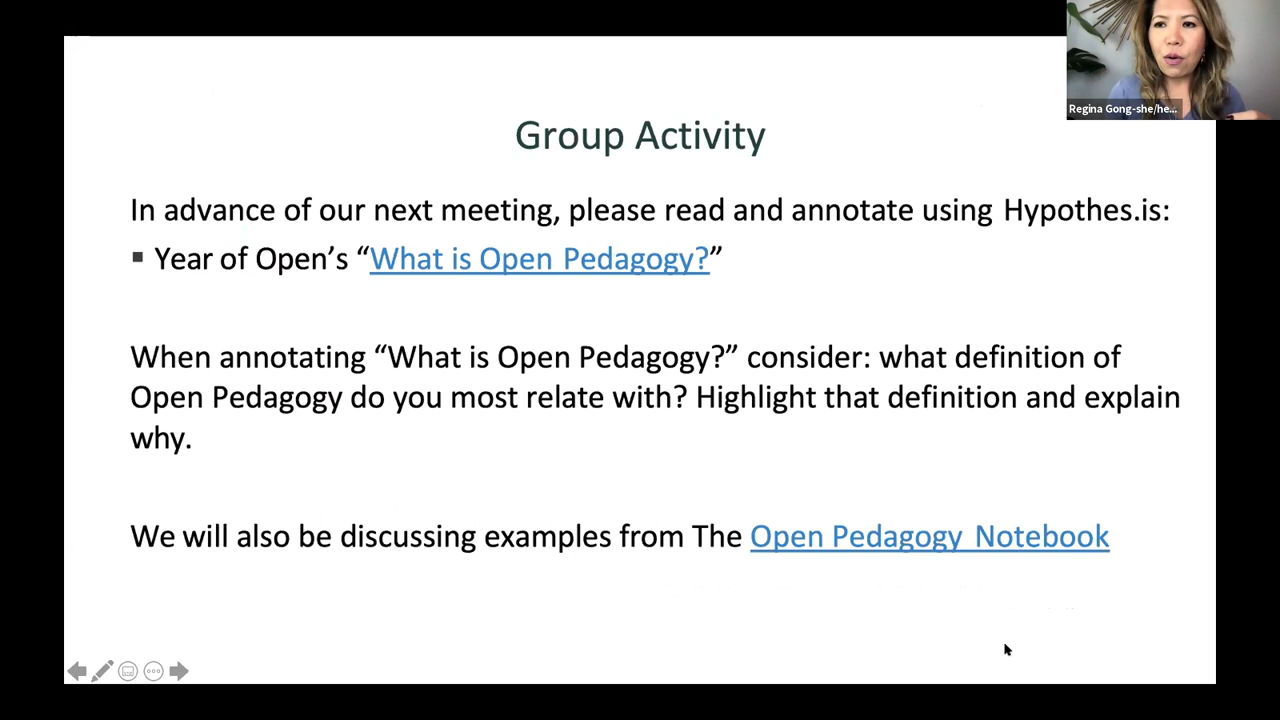 Regina Gong-she/he...
Group Activity
In advance of our next meeting, please read and annotate using Hypothes.is:
▪ Year of Open’s “What is Open Pedagogy?”
When annotating “What is Open Pedagogy?” consider: what definition of
Open Pedagogy do you most relate with? Highlight that definition and explain
why.
We will also be discussing examples from The Open Pedagogy Notebook